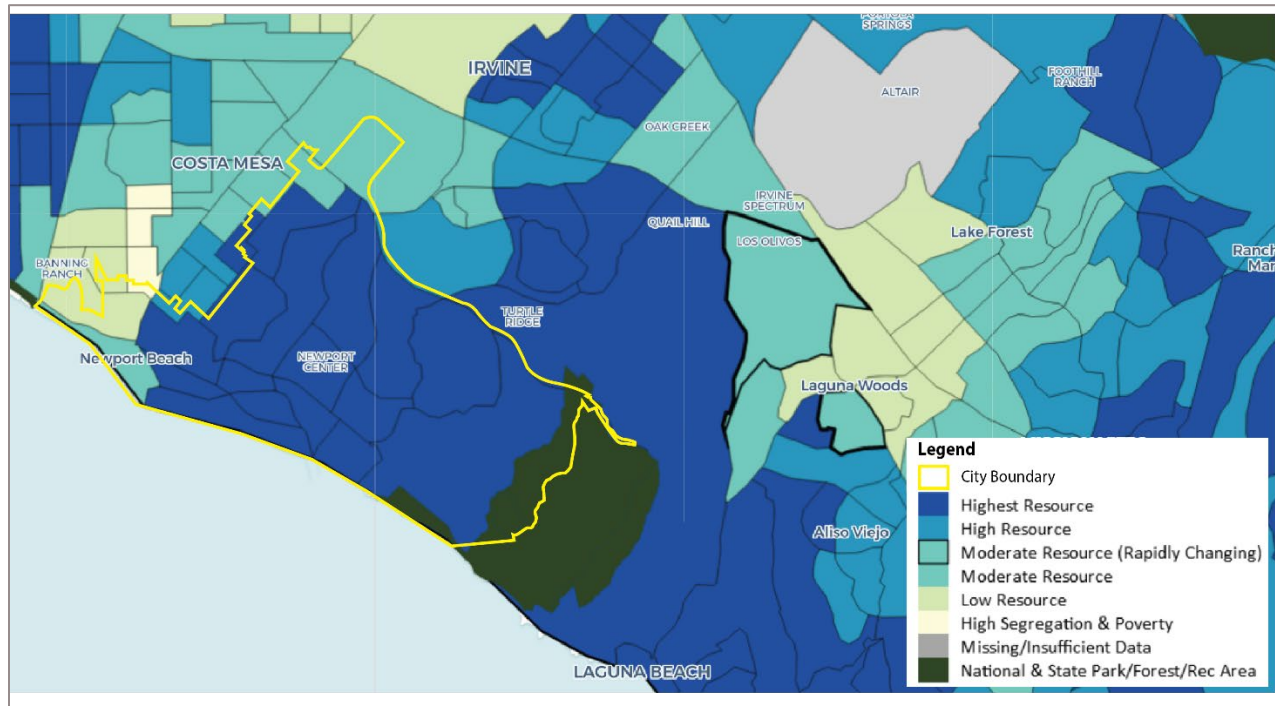 SPRINGS
IRVINE
FOOTHILL
RANCH
ALTAIR
OAK CREEK
COSTA MESA
IRVINE
SPECTRUM
QUAIL HILL
LOS OLIVOS
Lake Forest
Ranch
Mar
BANNING
RANCH
TURTLE
RIDGE
Newport Beach
NEWPORT
CENTER
Laguna Woods
Aliso Viejo
LAGUNA BEACH
Legend
City Boundary
Highest Resource
High Resource
Moderate Resource (Rapidly Changing)
Moderate Resource
Low Resource
High Segregation & Poverty
Missing/Insufficient Data
National & State Park/Forest/Rec Area